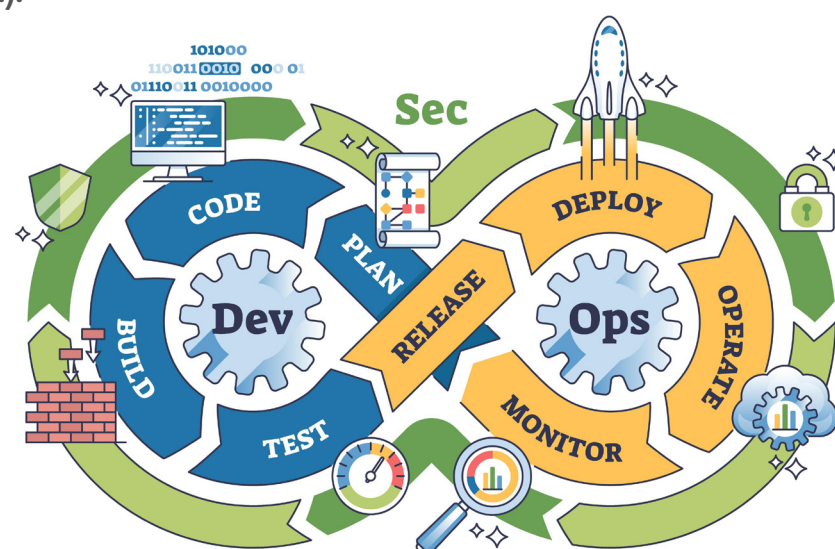 ).
101000
110011 0010 000 01
01110011 0010000
Sec
CODE
PLAN
BUILD
Dev
TEST
RELEASE
DEPLOY
Ops
OPERATE
MONITOR